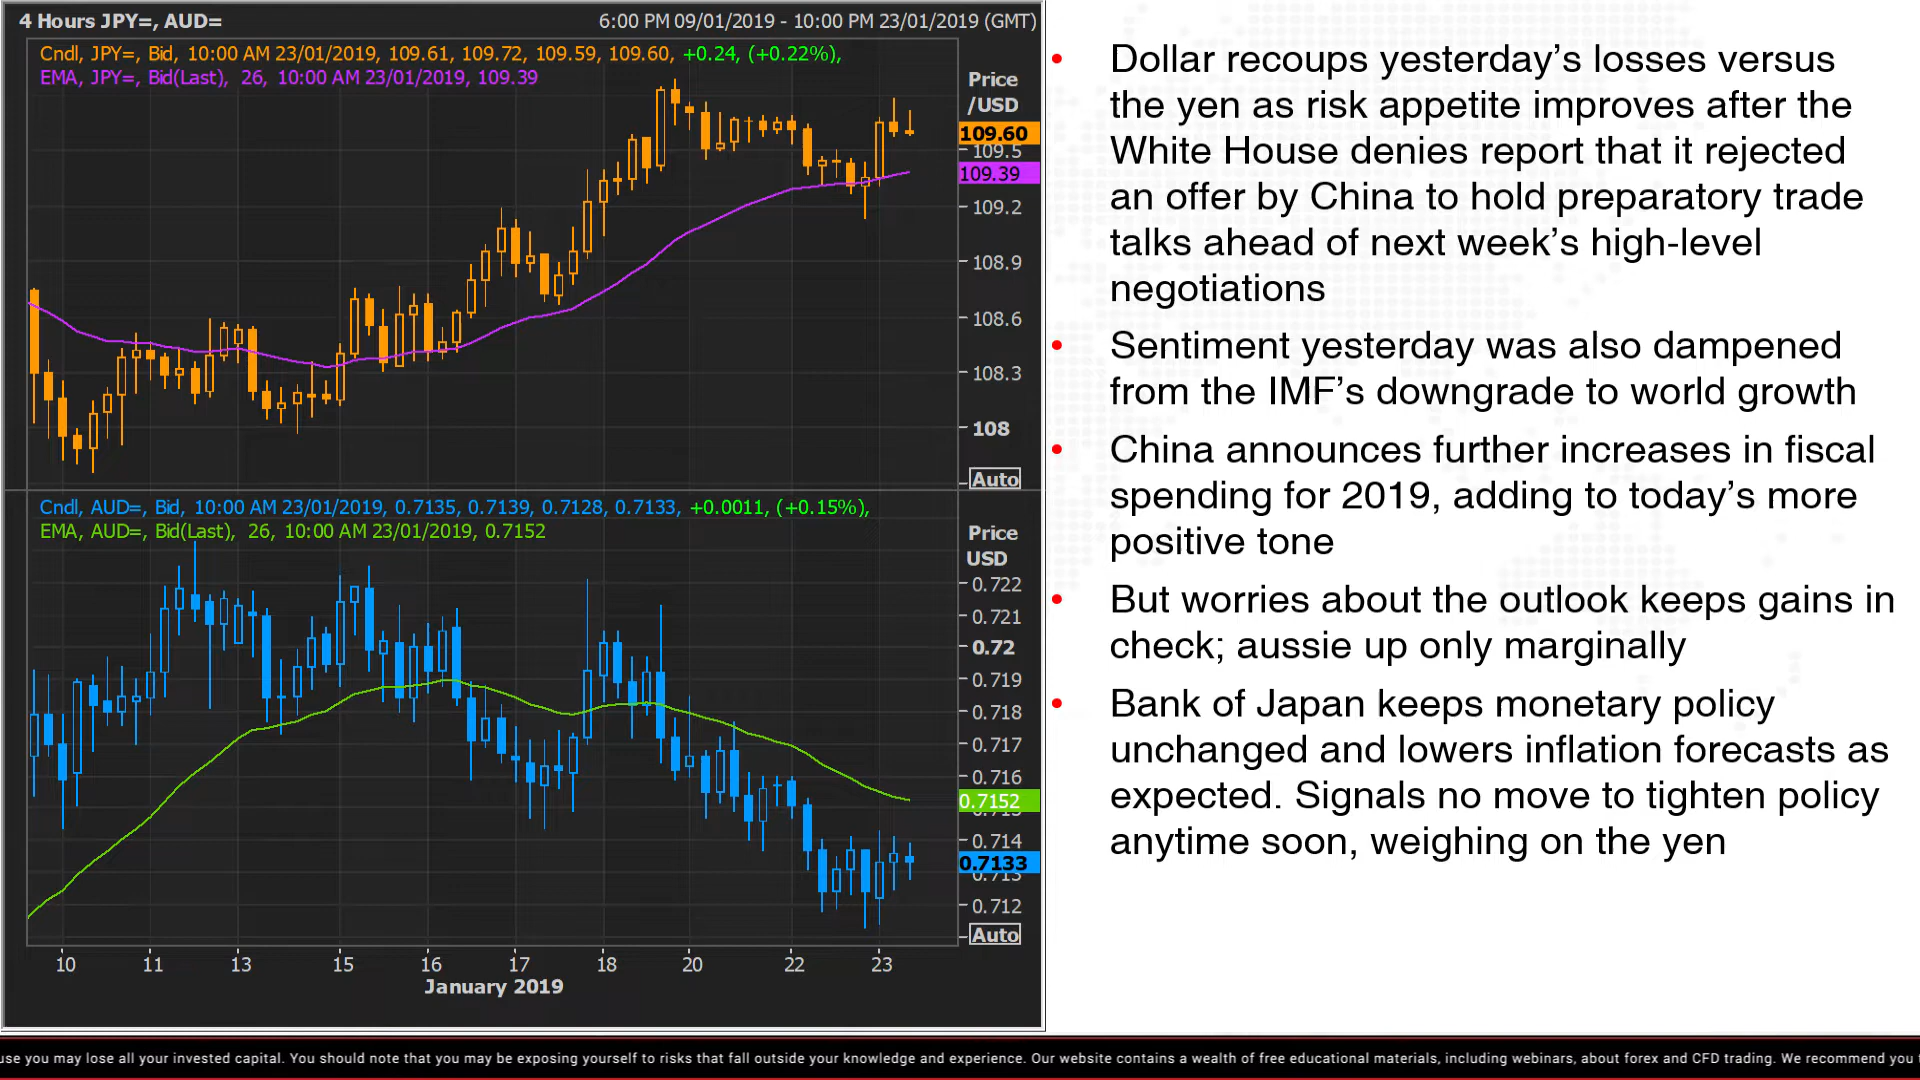 4 Hours JPY=, AUD=
6:00 PM 09/01/2019 - 10:00 PM 23/01/2019 (GMT)
Cndl, JPY=, Bid, 10:00 AM 23/01/2019, 109.61, 109.72, 109.59, 109.60, +0.24, (+0.22%),
EMA, JPY=, Bid(Last), 26, 10:00 AM 23/01/2019, 109.39
Price
/USD
109.60
109.5
109.39
109.2
108.9
108.6
108.3
108
Auto
Cndl, AUD=, Bid, 10:00 AM 23/01/2019, 0.7135, 0.7139, 0.7128, 0.7133, +0.0011, (+0.15%),
EMA, AUD=, Bid(Last), 26, 10:00 AM 23/01/2019, 0.7152
Price
USD
0.722
0.721
0.72
0.719
0.718
0.717
0.716
0.7152
0.715
0.714
0.7133
0.713
0.712
Auto
10 11 13 15 16 17 18 20 22 23
January 2019
• Dollar recoups yesterday’s losses versus
the yen as risk appetite improves after the
White House denies report that it rejected
an offer by China to hold preparatory trade
talks ahead of next week’s high-level
negotiations
• Sentiment yesterday was also dampened
from the IMF’s downgrade to world growth
• China announces further increases in fiscal
spending for 2019, adding to today’s more
positive tone
• But worries about the outlook keeps gains in
check; aussie up only marginally
• Bank of Japan keeps monetary policy
unchanged and lowers inflation forecasts as
expected. Signals no move to tighten policy
anytime soon, weighing on the yen
use you may lose all your invested capital. You should note that you may be exposing yourself to risks that fall outside your knowledge and experience. Our website contains a wealth of free educational materials, including webinars, about forex and CFD trading. We recommend you